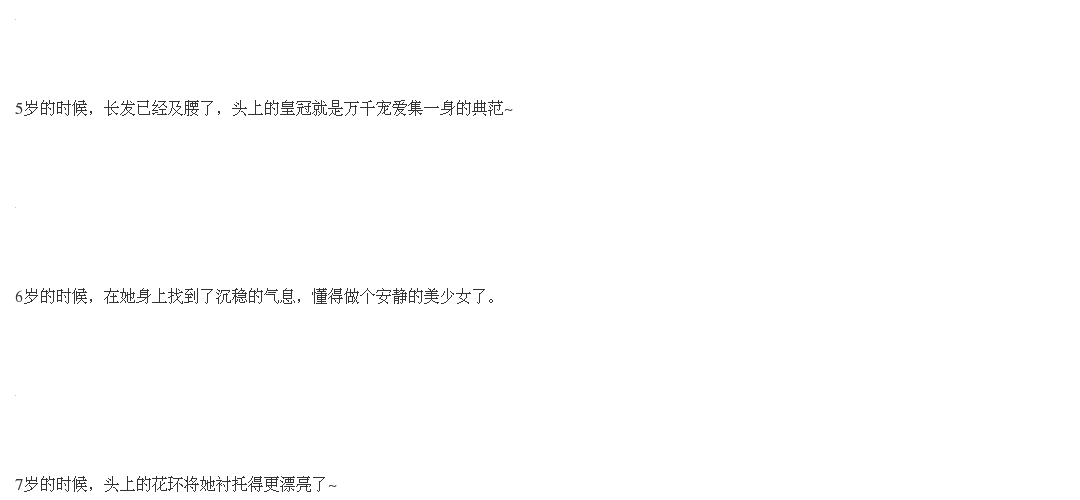 5岁的时候，长发已经及腰了，头上的皇冠就是万千宠爱集一身的典范~
6岁的时候，在她身上找到了沉稳的气息，懂得做个安静的美少女了。
7岁的时候，头上的花环将她衬托得更漂亮了~